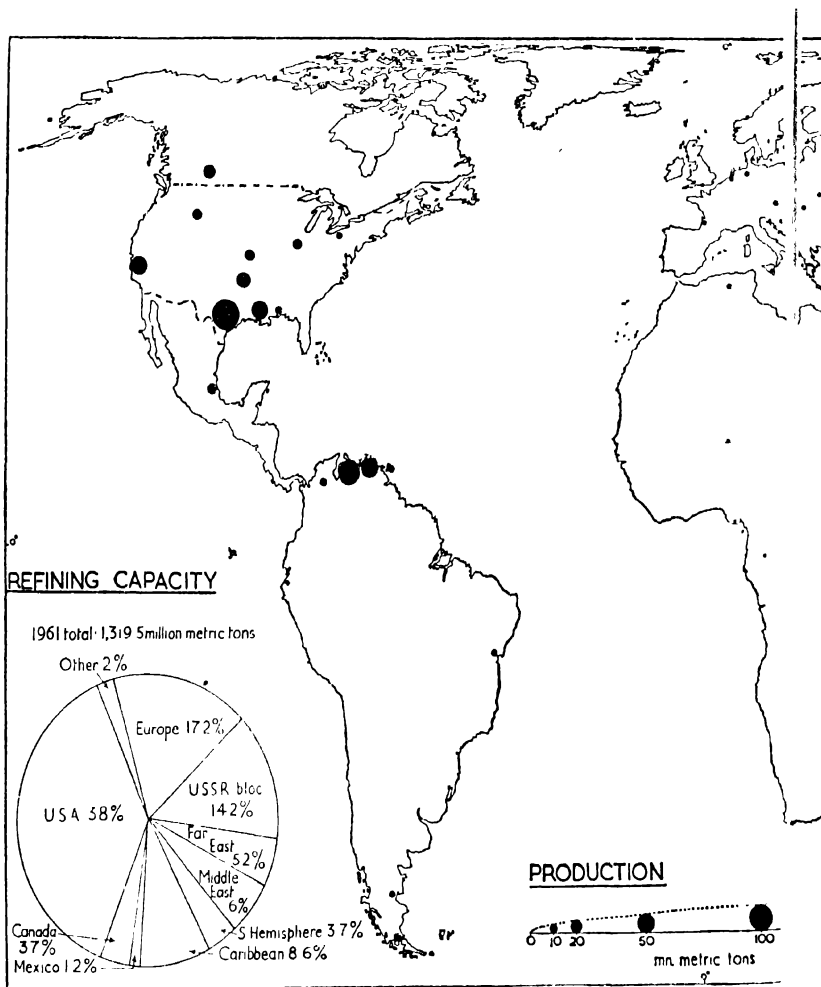 0°
REFINING CAPACITY
1961 total· 1,319 5million metric tons
Other 2%
Europe 17 2%
USSR bloc
14 2%
USA 38%
Far
East
5 2%
Middle
East
6%
S Hemisphere 3 7%
Canada
3 7%
Caribbean 8 6%
Mexico 1 2%
PRODUCTION
0 10 20 50 100
mn. metric tons